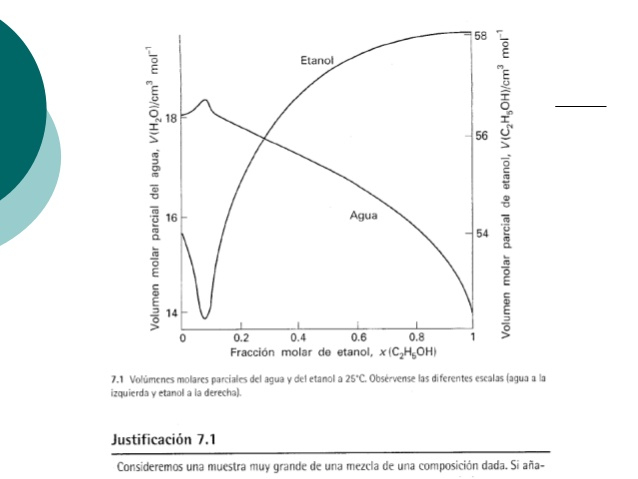 Volumen molar parcial del agua, V(H₂O)/cm³ mol⁻¹
18
16
14
Etanol
Agua
58
56
54
Volumen molar parcial de etanol, V(C₂H₅OH)/cm³ mol⁻¹
0 0.2 0.4 0.6 0.8 1
Fracción molar de etanol, x(C₂H₅OH)
7.1 Volúmenes molares parciales del agua y del etanol a 25°C. Obsérvense las diferentes escalas (agua a la
izquierda y etanol a la derecha).
Justificación 7.1
Consideremos una muestra muy grande de una mezcla de una composición dada. Si aña-